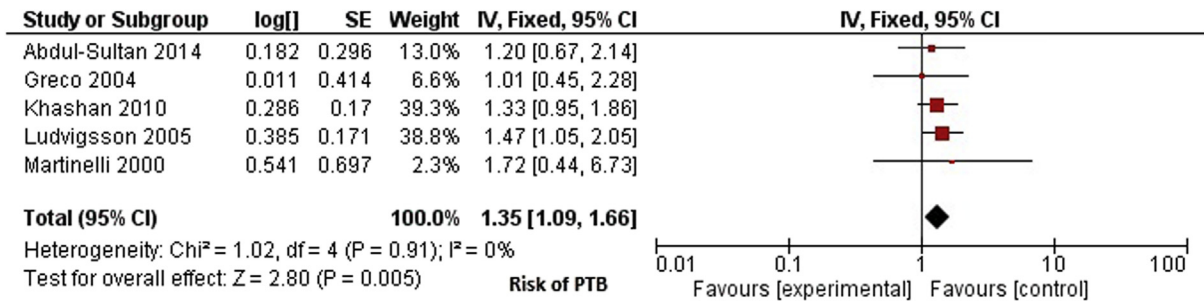 Study or Subgroup log[] SE Weight IV, Fixed, 95% CI IV, Fixed, 95% CI
Abdul-Sultan 2014 0.182 0.296 13.0% 1.20 [0.67, 2.14]
Greco 2004 0.011 0.414 6.6% 1.01 [0.45, 2.28]
Khashan 2010 0.286 0.17 39.3% 1.33 [0.95, 1.86]
Ludvigsson 2005 0.385 0.171 38.8% 1.47 [1.05, 2.05]
Martinelli 2000 0.541 0.697 2.3% 1.72 [0.44, 6.73]
Total (95% CI) 100.0% 1.35 [1.09, 1.66]
Heterogeneity: Chi² = 1.02, df = 4 (P = 0.91); I² = 0%
Test for overall effect: Z = 2.80 (P = 0.005)
Risk of PTB
0.01 0.1 1 10 100
Favours [experimental] Favours [control]